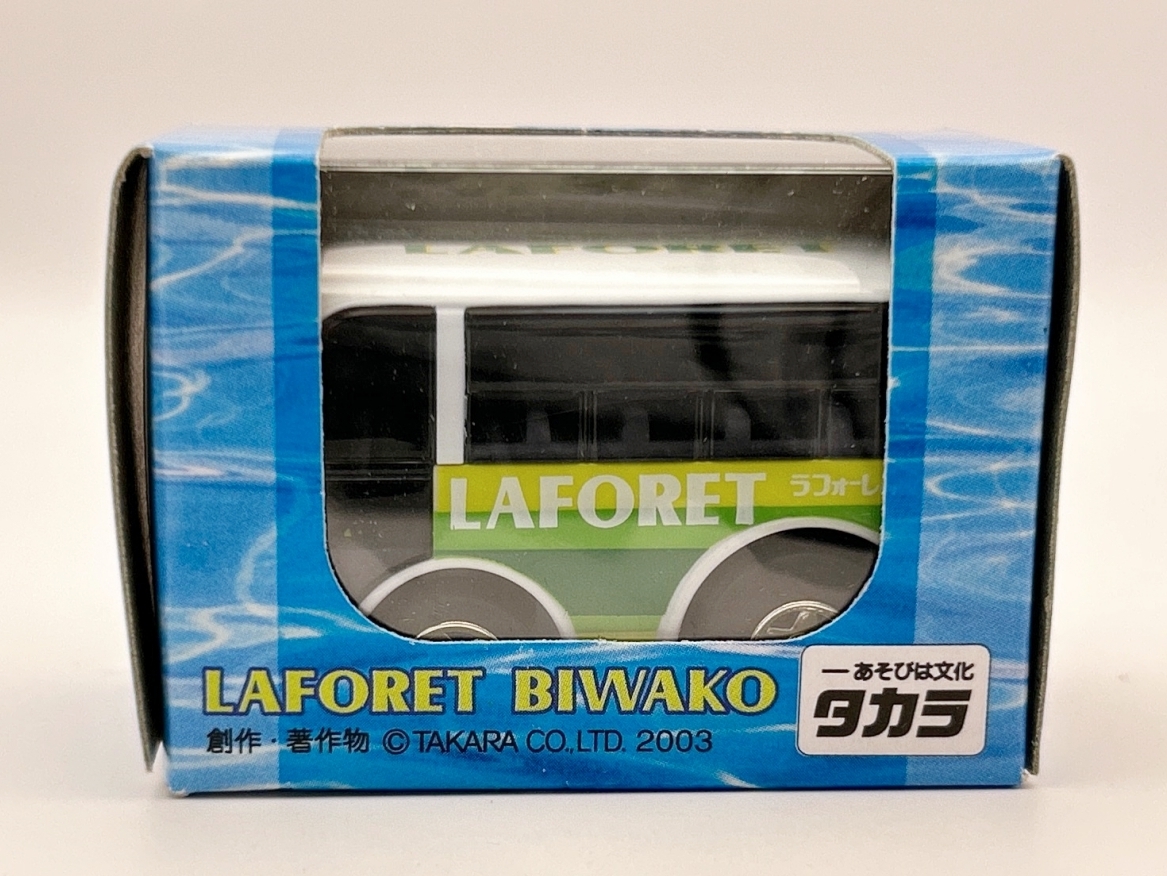 LAFORET
LAFORET ラフォーレ
LAFORET BIWAKO
創作・著作物 ©TAKARA CO.,LTD. 2003
ーあそびは文化
タカラ